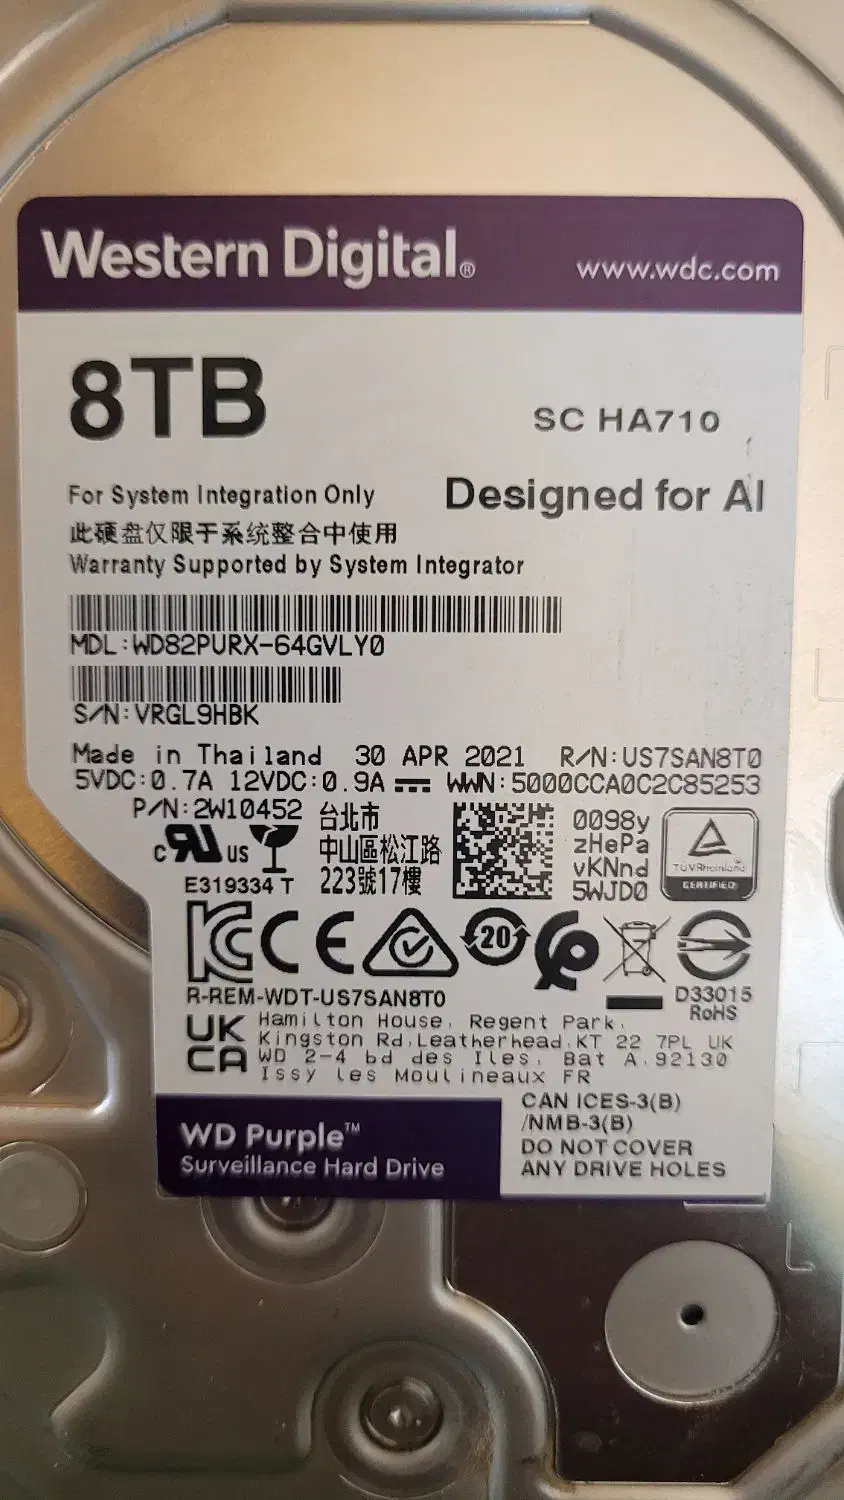 Western Digital® www.wdc.com
8TB
SC HA710
For System Integration Only
Designed for AI
此硬盘仅限于系统整合中使用
Warranty Supported by System Integrator
MDL:WD82PURX-64GVLY0
S/N:VRGL9HBK
Made in Thailand 30 APR 2021 R/N:US7SAN8T0
5VDC:0.7A 12VDC:0.9A WWN:5000CCA0C2C85253
P/N:2W10452
c RU US
E319334 T
台北市
中山區松江路
223號17樓
0098y
zHePa
vKNnd
5WJD0
TÜVRheinland
CERTIFIED
CE
20
R-REM-WDT-US7SAN8T0
D33015
RoHS
UK
CA
Hamilton House, Regent Park,
Kingston Rd,Leatherhead,KT 22 7PL UK
WD 2-4 bd des Iles, Bat A,92130
Issy les Moulineaux FR
WD Purple™
Surveillance Hard Drive
CAN ICES-3(B)
/NMB-3(B)
DO NOT COVER
ANY DRIVE HOLES